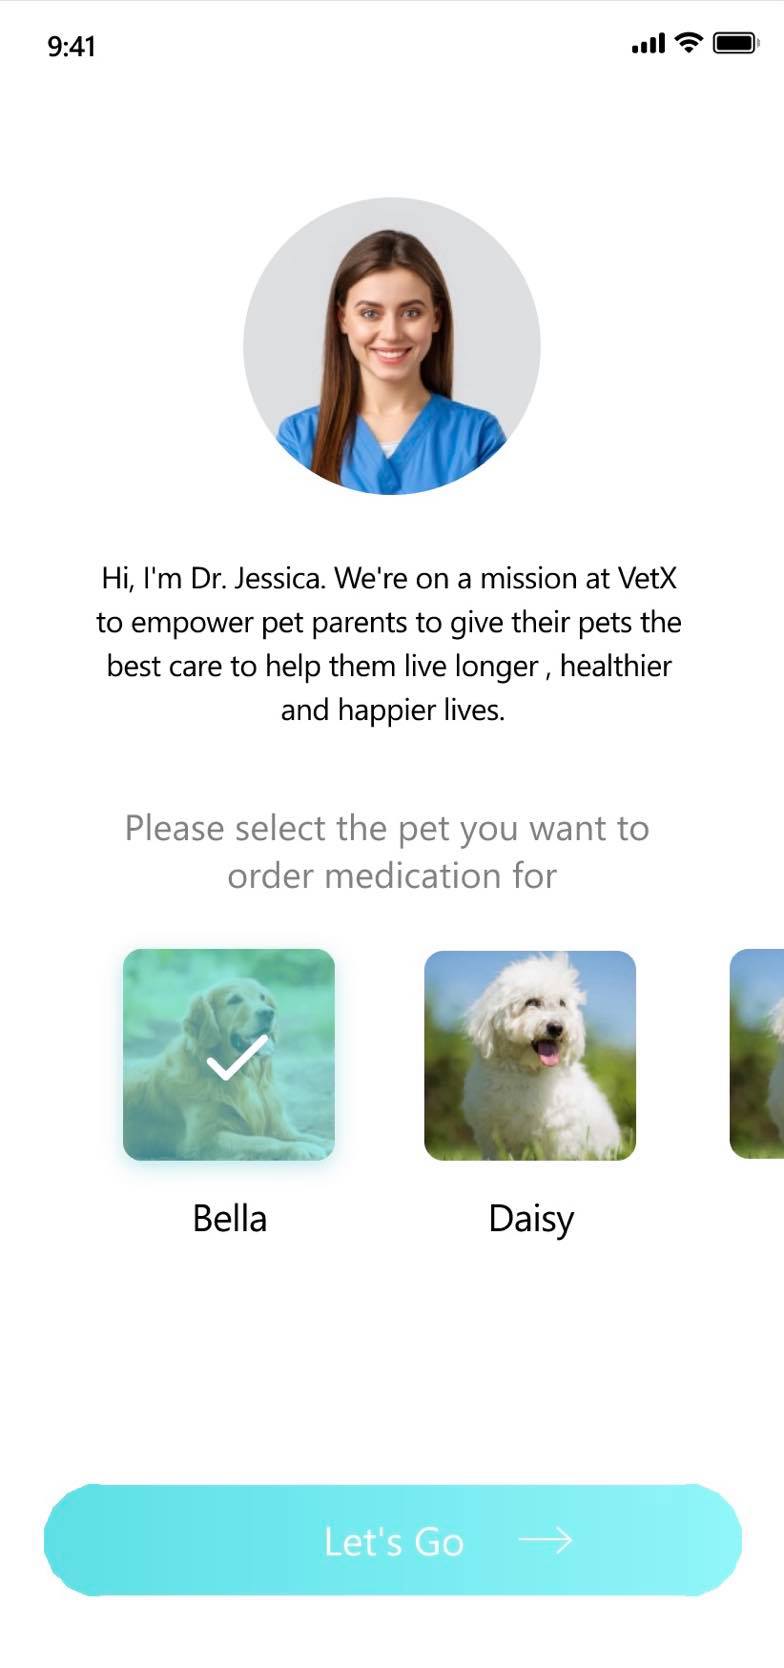 9:41
Hi, I'm Dr. Jessica. We're on a mission at VetX
to empower pet parents to give their pets the
best care to help them live longer , healthier
and happier lives.
Please select the pet you want to
order medication for
Bella
Daisy
Let's Go